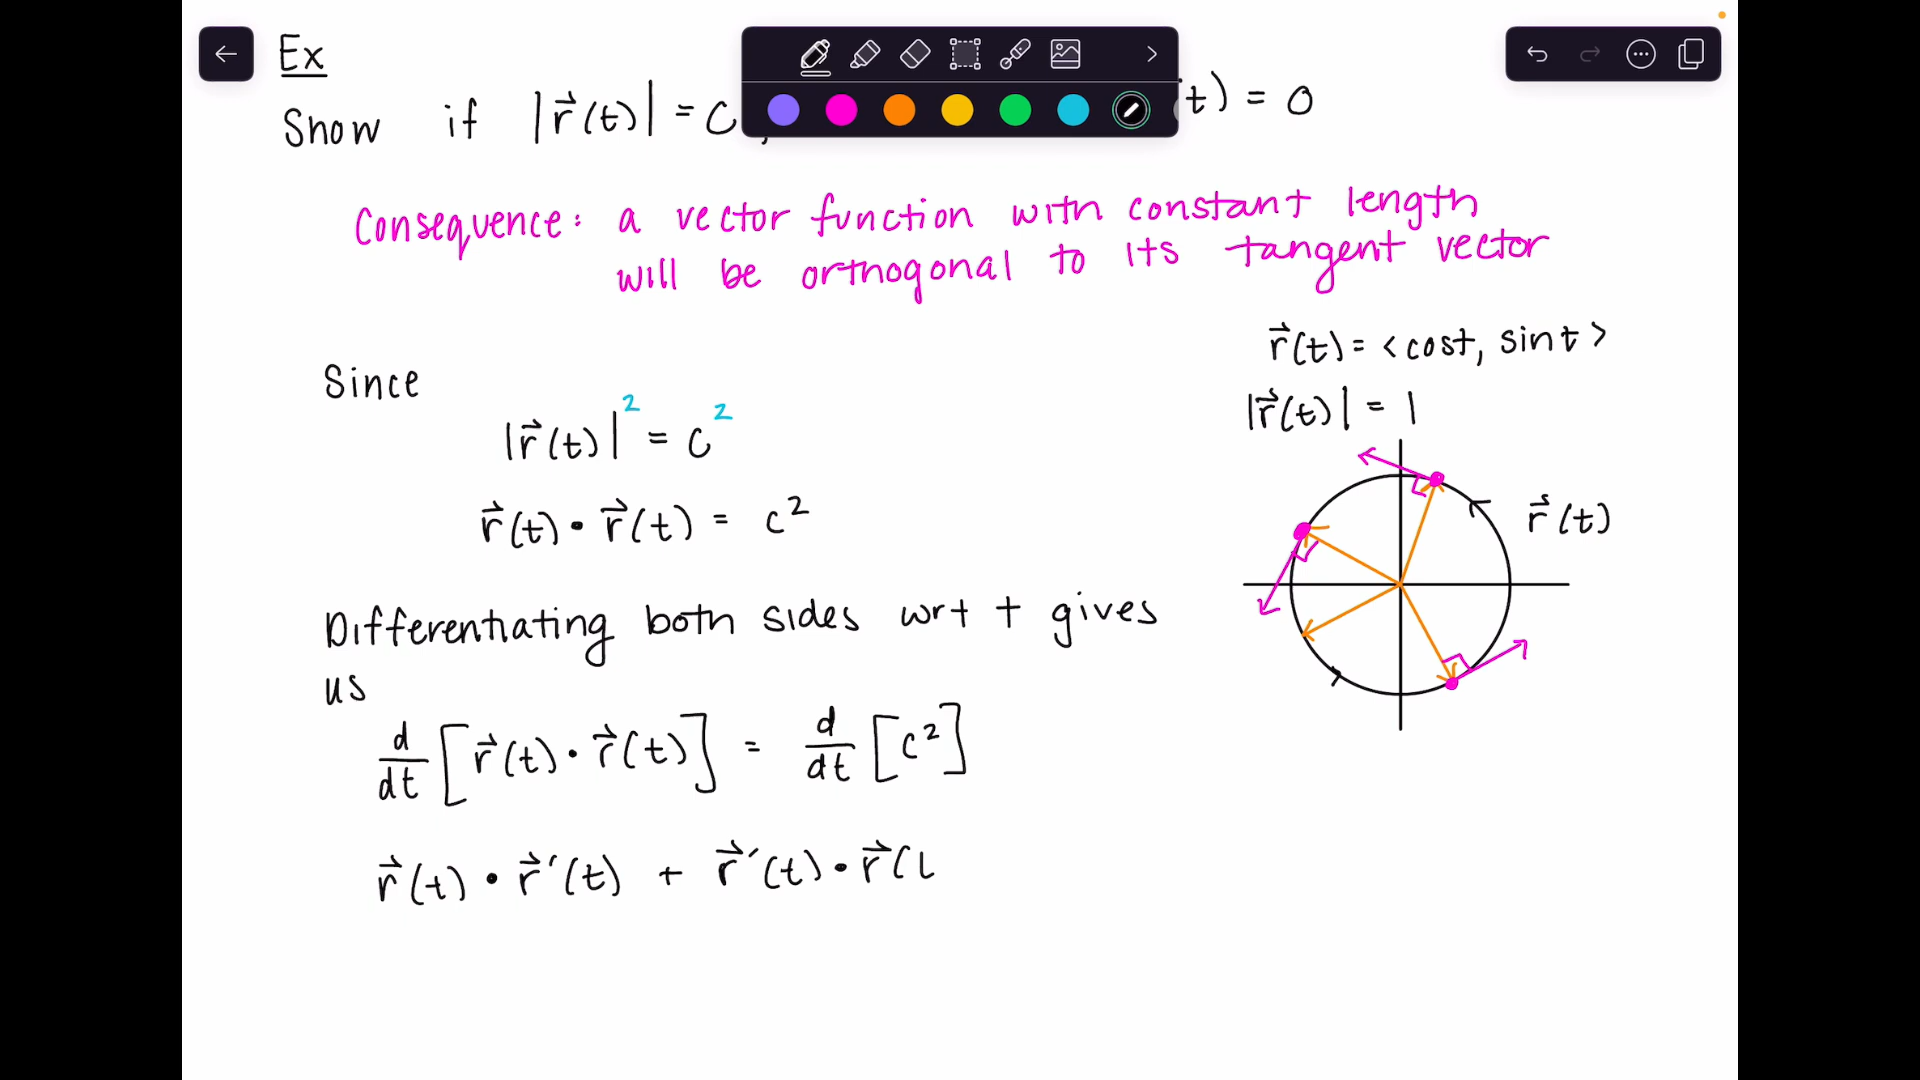 Ex
Show if |r⃗(t)| = C, t) = 0
Consequence: a vector function with constant length
will be orthogonal to its tangent vector
r⃗(t) = <cost, sint>
|r⃗(t)| = 1
r⃗(t)
Since
|r⃗(t)|² = c²
r⃗(t) • r⃗(t) = c²
Differentiating both sides wrt t gives
us
d/dt [r⃗(t) • r⃗(t)] = d/dt [c²]
r⃗(t) • r⃗′(t) + r⃗′(t) • r⃗(